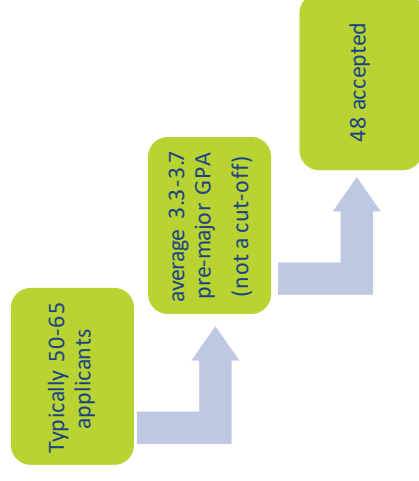 Typically 50-65
applicants
average 3.3-3.7
pre-major GPA
(not a cut-off)
48 accepted